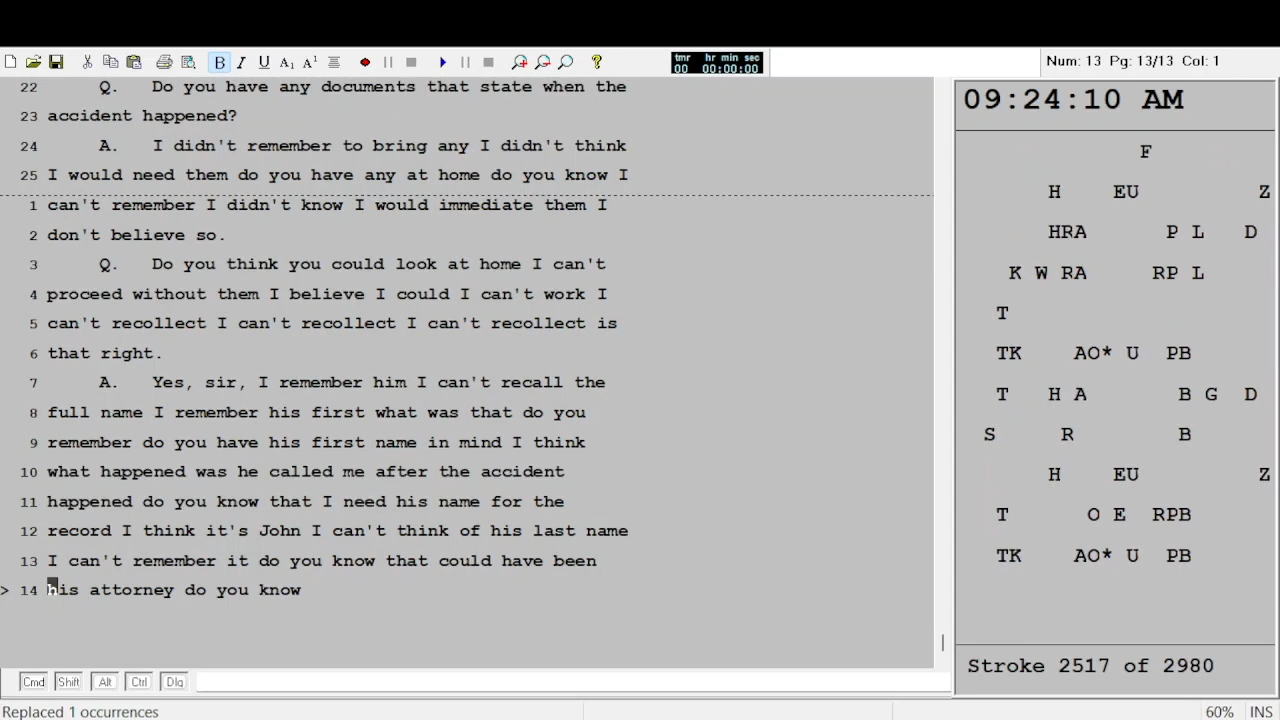 B I U A1 A1 tmr hr min sec 00 00:00:00 Num: 13 Pg: 13/13 Col: 1
22 Q. Do you have any documents that state when the
23 accident happened?
24 A. I didn't remember to bring any I didn't think
25 I would need them do you have any at home do you know I
1 can't remember I didn't know I would immediate them I
2 don't believe so.
3 Q. Do you think you could look at home I can't
4 proceed without them I believe I could I can't work I
5 can't recollect I can't recollect I can't recollect is
6 that right.
7 A. Yes, sir, I remember him I can't recall the
8 full name I remember his first what was that do you
9 remember do you have his first name in mind I think
10 what happened was he called me after the accident
11 happened do you know that I need his name for the
12 record I think it's John I can't think of his last name
13 I can't remember it do you know that could have been
> 14 his attorney do you know
09:24:10 AM
F
H EU Z
HRA P L D
K W RA RP L
T
TK AO* U PB
T H A B G D
S R B
H EU Z
T O E RPB
TK AO* U PB
Stroke 2517 of 2980
Cmd Shift Alt Ctrl Dlg
Replaced 1 occurrences 60% INS